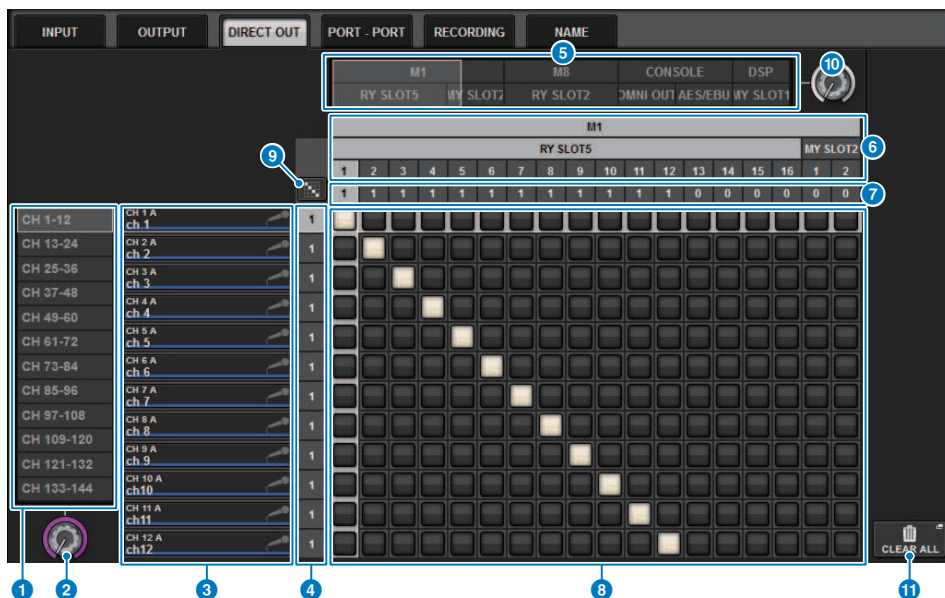 INPUT OUTPUT DIRECT OUT PORT - PORT RECORDING NAME
5
10
M1 M8 CONSOLE DSP
RY SLOT5 MY SLOT2 RY SLOT2 OMNI OUT AES/EBU MY SLOT1
M1
RY SLOT5 MY SLOT2
6
9
1 2 3 4 5 6 7 8 9 10 11 12 13 14 15 16 1 2
1 1 1 1 1 1 1 1 1 1 1 1 0 0 0 0 0 0
7
CH 1-12
CH 13-24
CH 25-36
CH 37-48
CH 49-60
CH 61-72
CH 73-84
CH 85-96
CH 97-108
CH 109-120
CH 121-132
CH 133-144
CH 1 A
ch 1
1
CH 2 A
ch 2
1
CH 3 A
ch 3
1
CH 4 A
ch 4
1
CH 5 A
ch 5
1
CH 6 A
ch 6
1
CH 7 A
ch 7
1
CH 8 A
ch 8
1
CH 9 A
ch 9
1
CH 10 A
ch10
1
CH 11 A
ch11
1
CH 12 A
ch12
1
CLEAR ALL
1 2 3 4 8 11